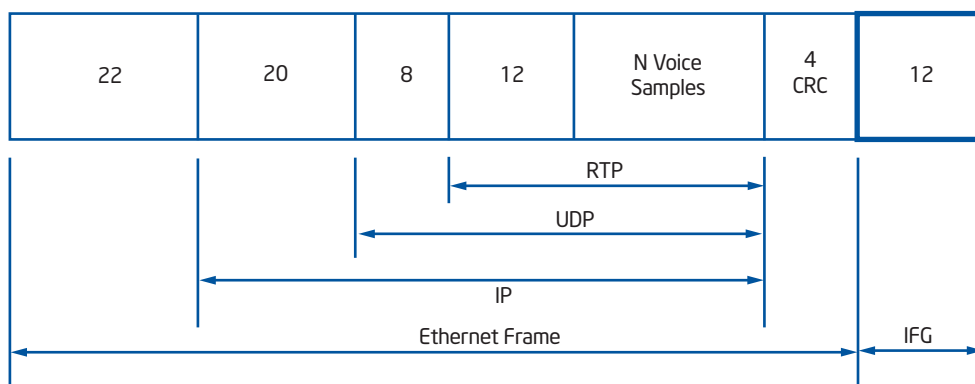 22
20
8
12
N Voice
Samples
4
CRC
12
RTP
UDP
IP
Ethernet Frame
IFG